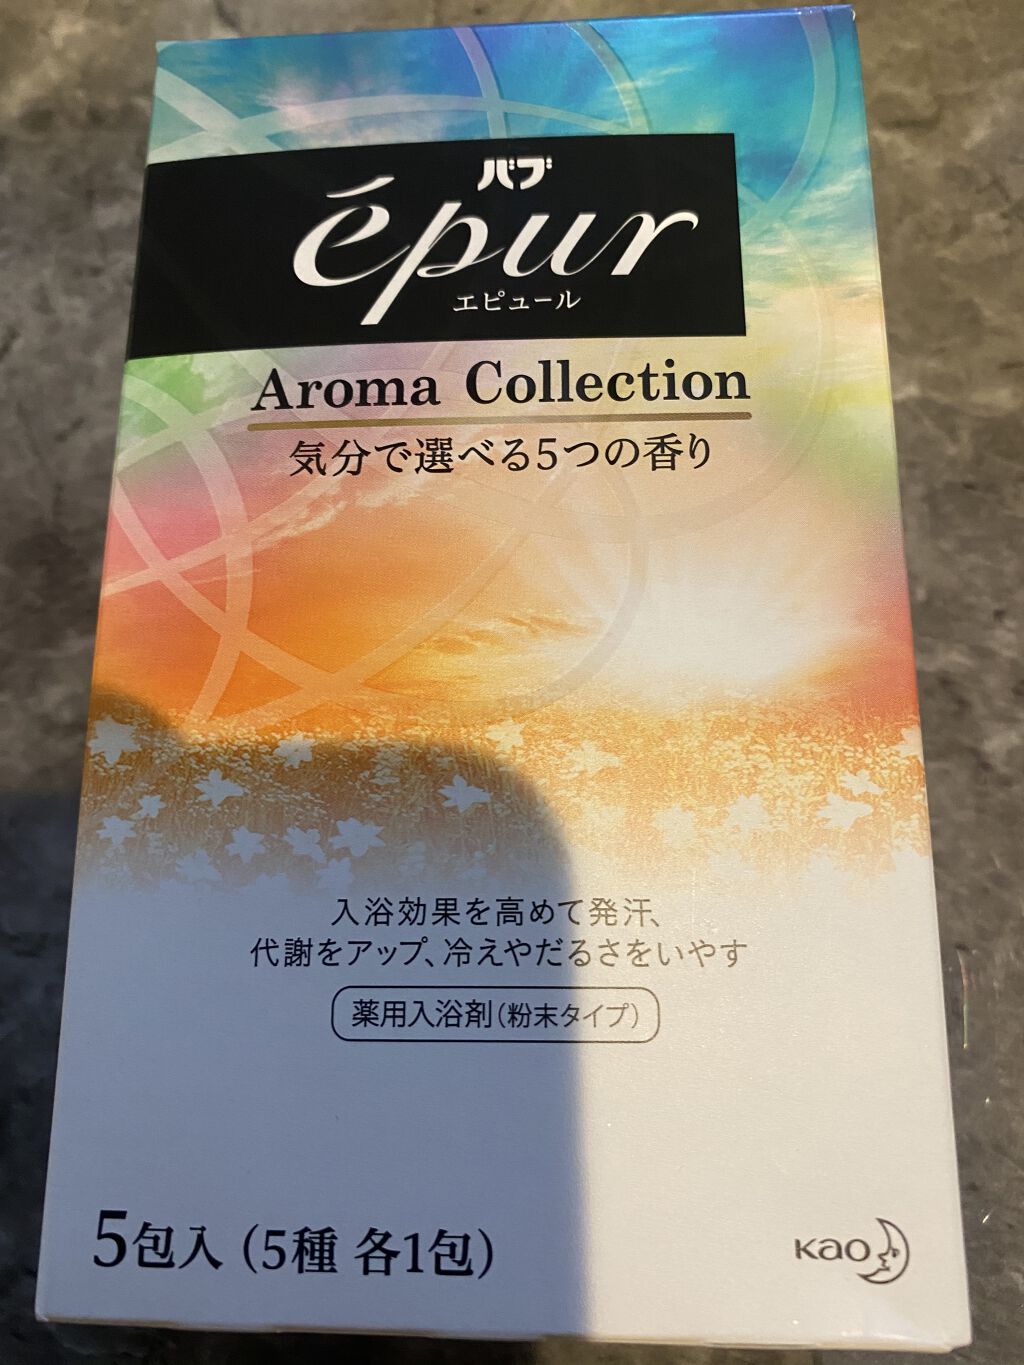 バブ
épur
エピュール
Aroma Collection
気分で選べる5つの香り
入浴効果を高めて発汗、
代謝をアップ、冷えやだるさをいやす
薬用入浴剤(粉末タイプ)
5包入(5種 各1包)
Kao